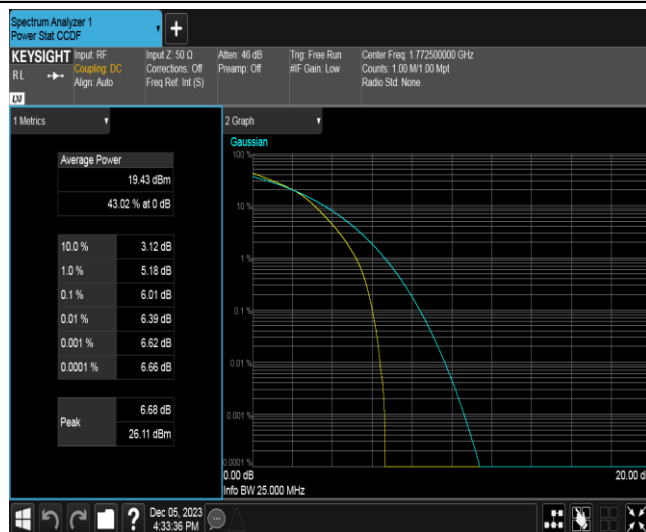 Spectrum Analyzer 1
Power Stat CCDF
+
KEYSIGHT Input: RF Input Z: 50 Ω Atten: 46 dB Trig: Free Run Center Freq: 1.772500000 GHz
RL Coupling: DC Corrections: Off Preamp: Off #IF Gain: Low Counts: 1.00 M/1.00 Mpt
Align: Auto Freq Ref: Int (S) Radio Std: None
LXI
1 Metrics
Average Power
19.43 dBm
43.02 % at 0 dB
10.0 % 3.12 dB
1.0 % 5.18 dB
0.1 % 6.01 dB
0.01 % 6.39 dB
0.001 % 6.62 dB
0.0001 % 6.66 dB
Peak 6.68 dB
26.11 dBm
2 Graph
Gaussian
100 %
10 %
1 %
0.1 %
0.01 %
0.001 %
0.0001 %
0.00 dB 20.00 d
Info BW 25.000 MHz
? Dec 05, 2023
4:33:36 PM